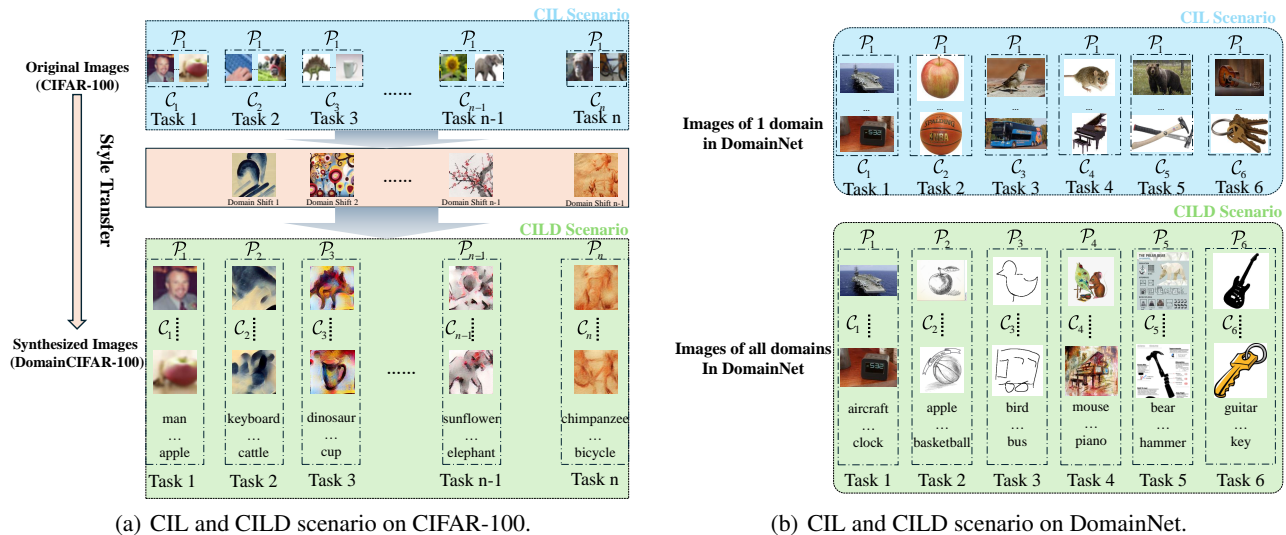 CIL Scenario
Original Images
(CIFAR-100)
P₁ P₁ P₁ P₁ P₁
C₁ C₂ C₃ ...... Cₙ₋₁ Cₙ
Task 1 Task 2 Task 3 Task n-1 Task n
Style Transfer
......
Domain Shift 1 Domain Shift 2 Domain Shift n-1 Domain Shift n-1
CILD Scenario
P₁ P₂ P₃ Pₙ₋₁ Pₙ
C₁ C₂ C₃ Cₙ₋₁ Cₙ
Synthesized Images
(DomainCIFAR-100)
......
man keyboard dinosaur sunflower chimpanzee
... ... ... ... ...
apple cattle cup elephant bicycle
Task 1 Task 2 Task 3 Task n-1 Task n
(a) CIL and CILD scenario on CIFAR-100.
CIL Scenario
P₁ P₁ P₁ P₁ P₁ P₁
... ... ... ... ... ...
Images of 1 domain
in DomainNet
C₁ C₂ C₃ C₄ C₅ C₆
Task 1 Task 2 Task 3 Task 4 Task 5 Task 6
CILD Scenario
P₁ P₂ P₃ P₄ P₅ P₆
C₁ C₂ C₃ C₄ C₅ C₆
Images of all domains
In DomainNet
aircraft apple bird mouse bear guitar
... ... ... ... ... ...
clock basketball bus piano hammer key
Task 1 Task 2 Task 3 Task 4 Task 5 Task 6
(b) CIL and CILD scenario on DomainNet.